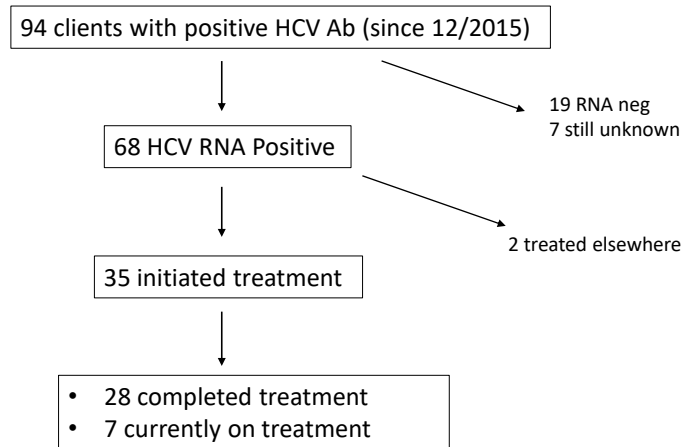 94 clients with positive HCV Ab (since 12/2015)
19 RNA neg
7 still unknown
68 HCV RNA Positive
2 treated elsewhere
35 initiated treatment
• 28 completed treatment
• 7 currently on treatment